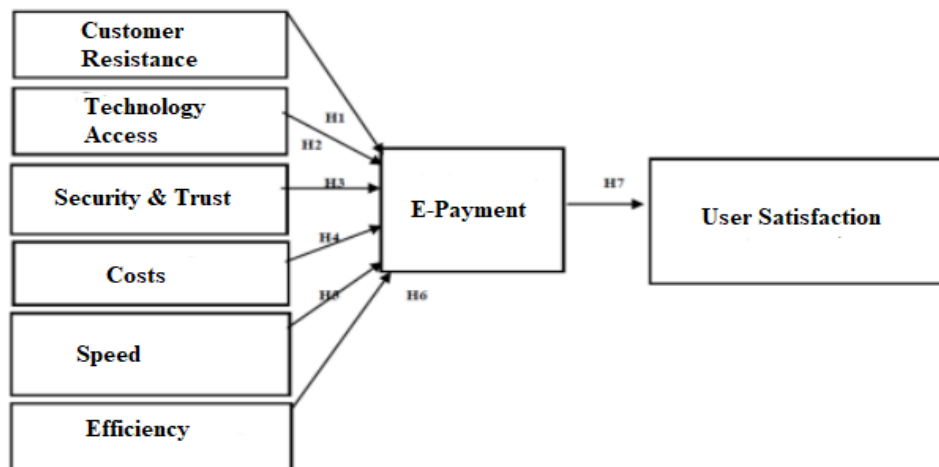 Customer
Resistance
Technology
Access
H1
H2
Security & Trust
H3
E-Payment
H7
User Satisfaction
Costs
H4
Speed
H5
H6
Efficiency